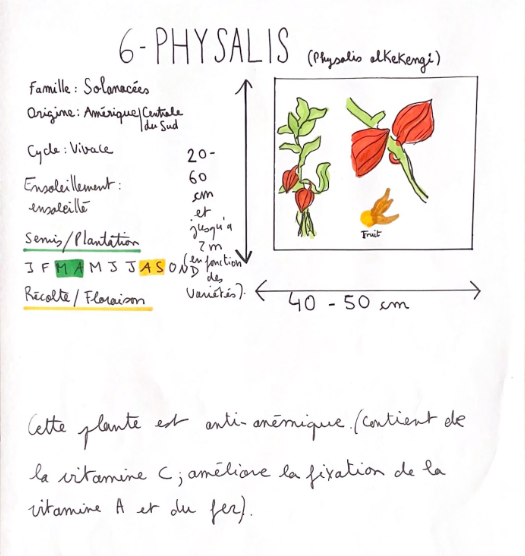 6-PHYSALIS (Physalis alkekengi)
Famille : Solanacées
Origine : Amérique/Centrale
du Sud
Cycle : Vivace
Ensoleillement :
ensoleillé
Semis/Plantation
J F M A M J J A S O N D
Récolte/Floraison
20-
60
cm
et
jusqu'à
2 m
(en fonction
des
variétés).
Fruit
40 - 50 cm
Cette plante est anti-anémique. (contient de
la vitamine C ; améliore la fixation de la
vitamine A et du fer).